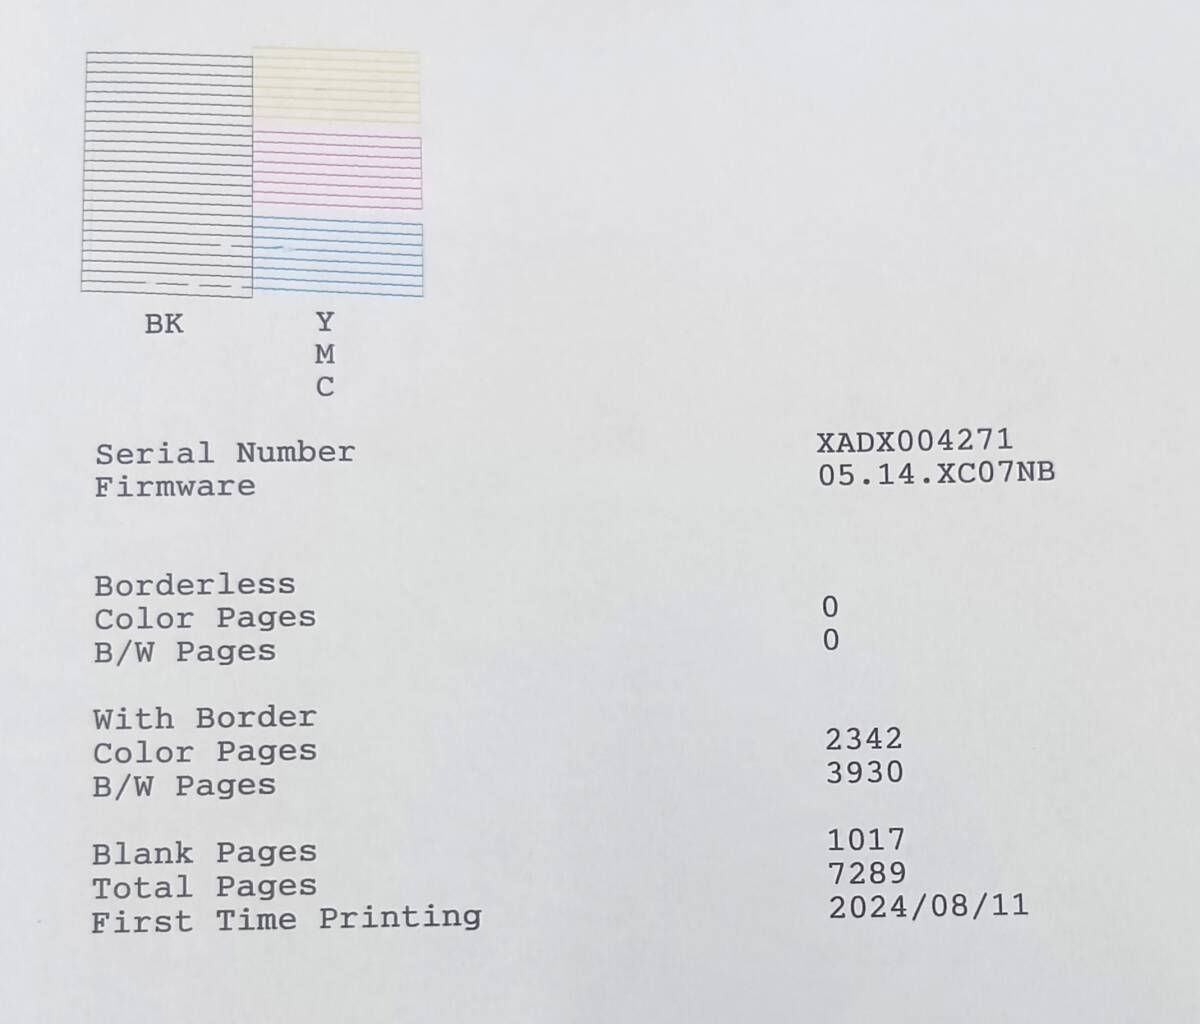 BK Y
M
C
Serial Number XADX004271
Firmware 05.14.XC07NB
Borderless
Color Pages 0
B/W Pages 0
With Border
Color Pages 2342
B/W Pages 3930
Blank Pages 1017
Total Pages 7289
First Time Printing 2024/08/11